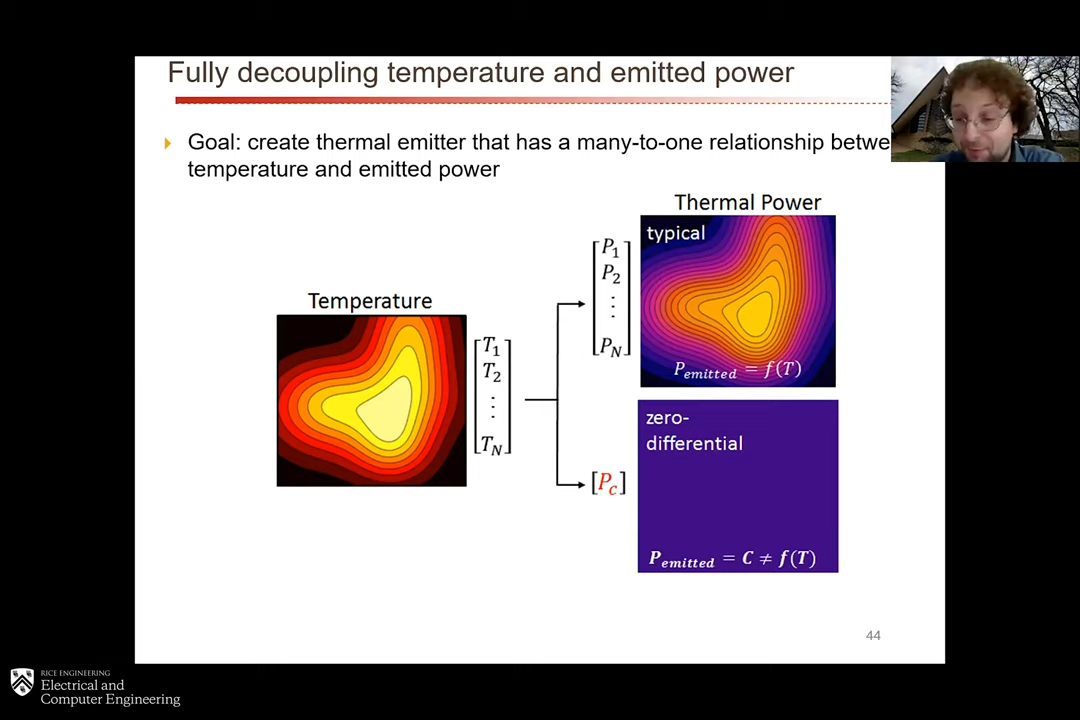 Fully decoupling temperature and emitted power
Goal: create thermal emitter that has a many-to-one relationship betwe
temperature and emitted power
Thermal Power
typical
P₁
P₂
⋮
P_N
P_emitted = f(T)
Temperature
T₁
T₂
⋮
T_N
zero-
differential
[P_C]
P_emitted = C ≠ f(T)
44
RICE ENGINEERING
Electrical and
Computer Engineering